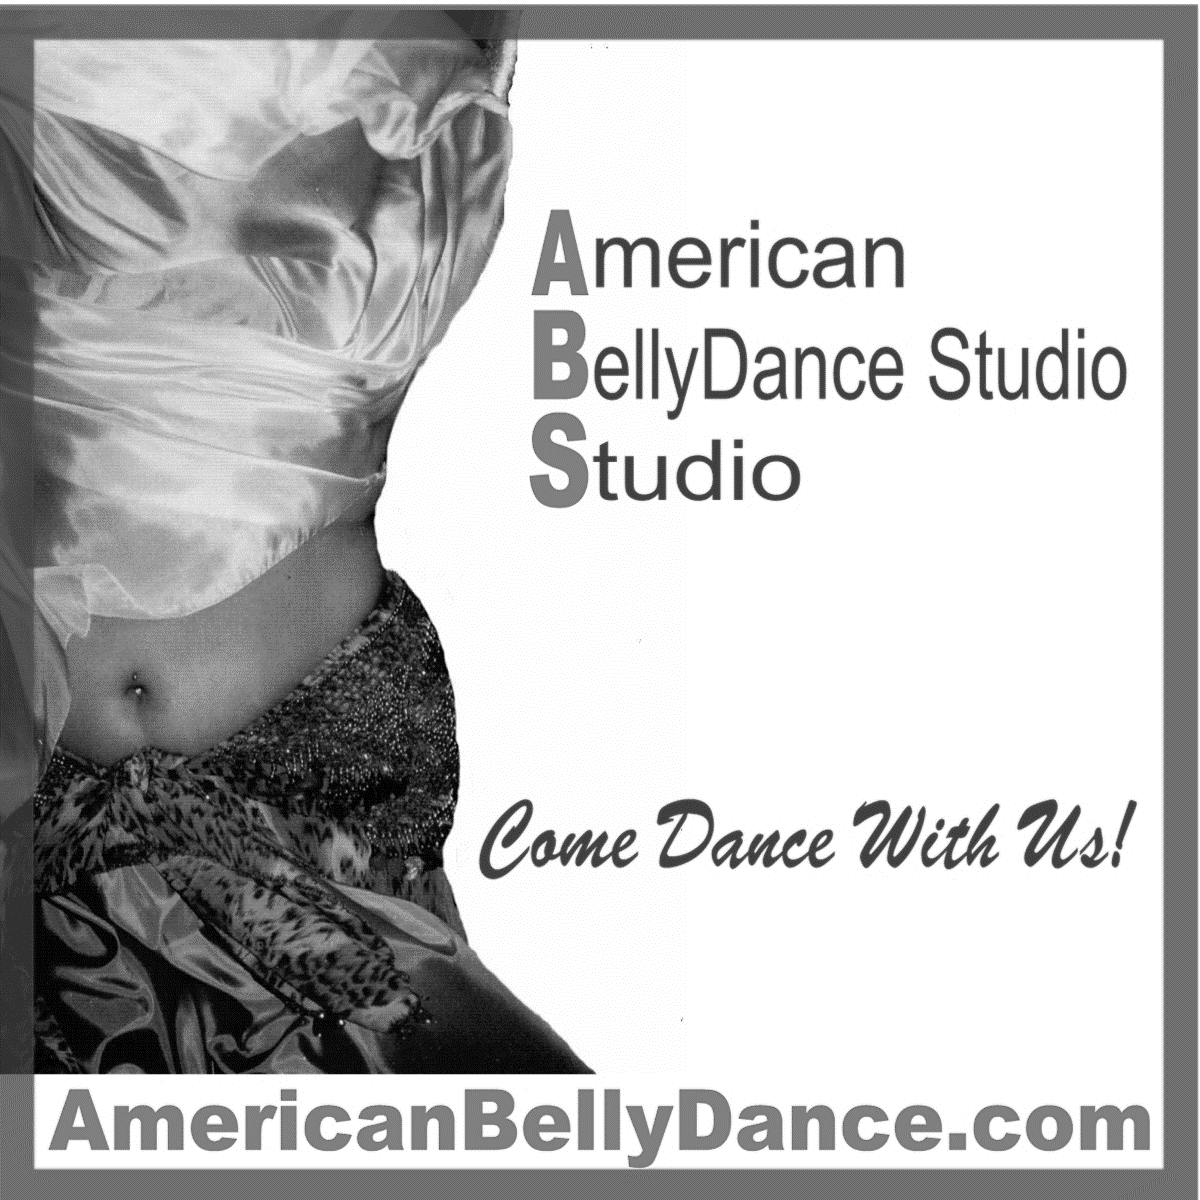 American
BellyDance Studio
Studio
Come Dance With Us!
AmericanBellyDance.com